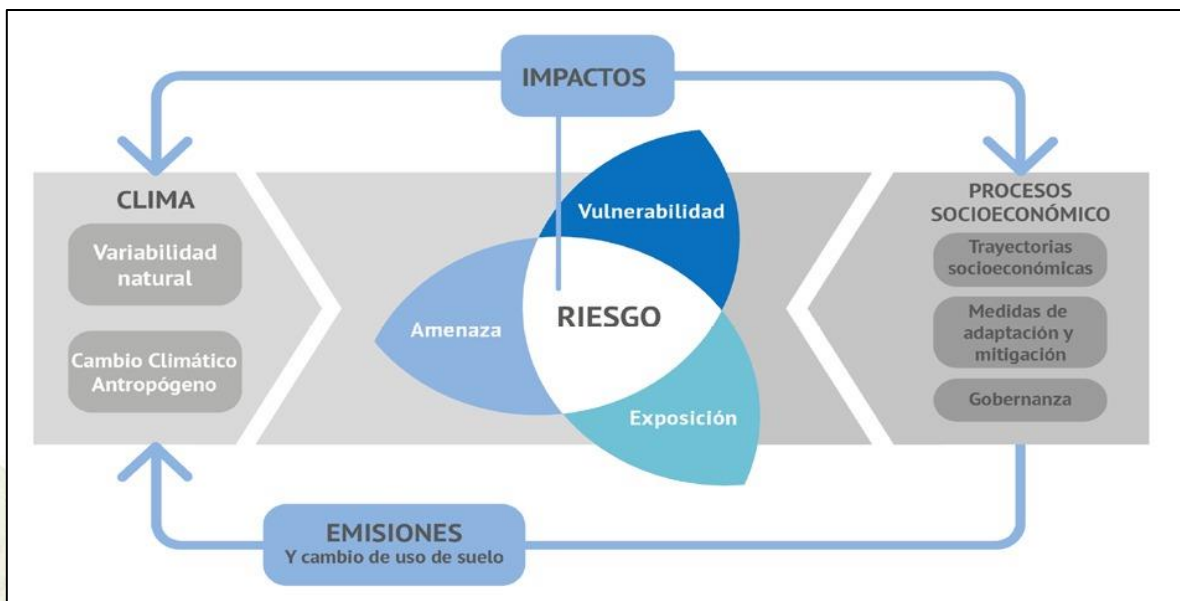 IMPACTOS
CLIMA
Variabilidad
natural
Cambio Climático
Antropógeno
Vulnerabilidad
Amenaza
RIESGO
Exposición
PROCESOS
SOCIOECONÓMICO
Trayectorias
socioeconómicas
Medidas de
adaptación y
mitigación
Gobernanza
EMISIONES
Y cambio de uso de suelo